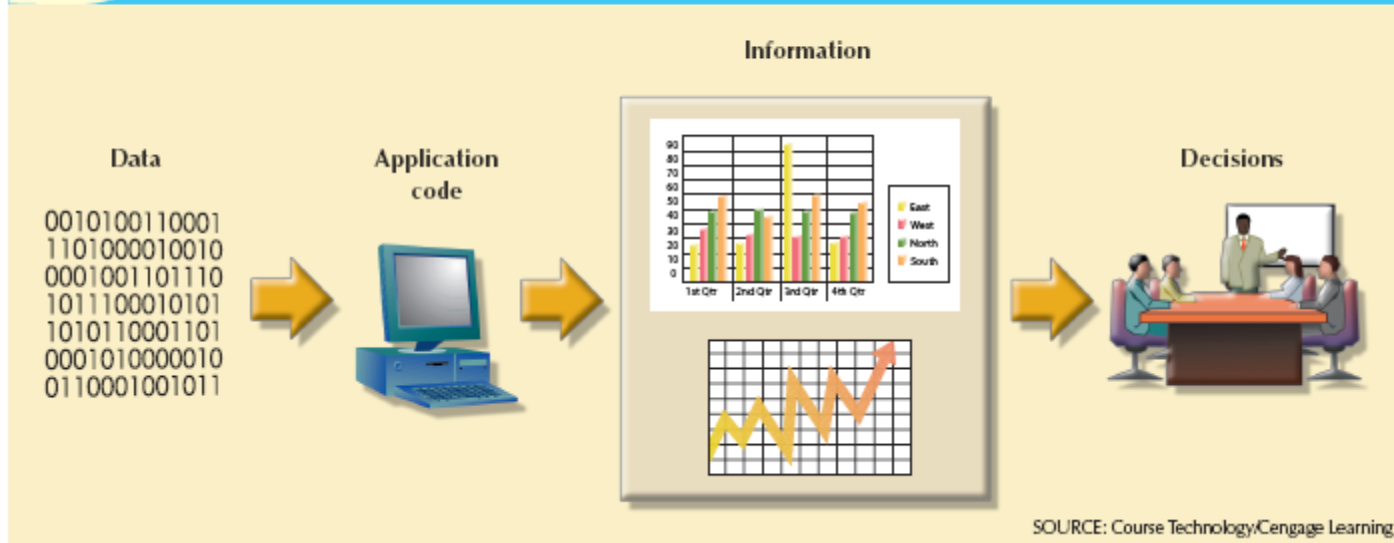 Data
0010100110001
1101000010010
0001001101110
1011100010101
1010110001101
0001010000010
0110001001011
Application
code
Information
90
80
70
60
50
40
30
20
10
0
1st Qtr 2nd Qtr 3rd Qtr 4th Qtr
East
West
North
South
Decisions
SOURCE: Course Technology/Cengage Learning